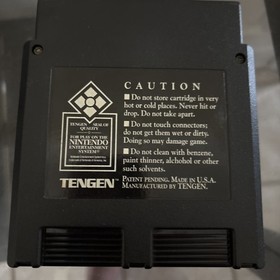 CAUTION
■ Do not store cartridge in very
hot or cold places. Never hit or
drop. Do not take apart.
■ Do not touch connectors;
do not get them wet or dirty.
Doing so may damage game.
■ Do not clean with benzene,
paint thinner, alchohol or other
such solvents.
PATENT PENDING. MADE IN U.S.A.
MANUFACTURED BY TENGEN.
TENGEN SEAL OF
QUALITY
FOR PLAY ON THE
NINTENDO
ENTERTAINMENT
SYSTEM
TENGEN